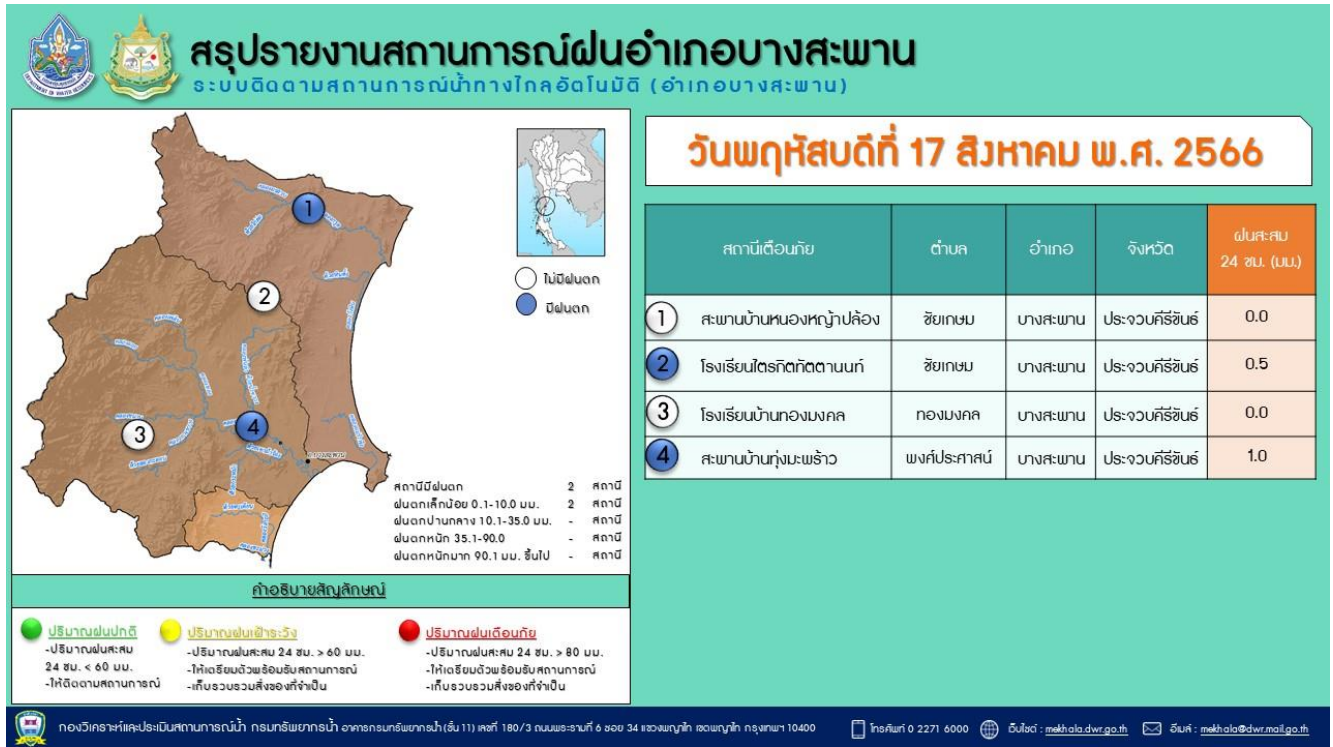 สรุปรายงานสถานการณ์ฝนอำเภอบางสะพาน
ระบบติดตามสถานการณ์น้ำทางไกลอัตโนมัติ (อำเภอบางสะพาน)
วันพฤหัสบดีที่ 17 สิงหาคม พ.ศ. 2566
1
2
3
4
ไม่มีฝนตก
มีฝนตก
สถานีมีฝนตก 2 สถานี
ฝนตกเล็กน้อย 0.1-10.0 มม. 2 สถานี
ฝนตกปานกลาง 10.1-35.0 มม. - สถานี
ฝนตกหนัก 35.1-90.0 - สถานี
ฝนตกหนักมาก 90.1 มม. ขึ้นไป - สถานี
คำอธิบายสัญลักษณ์
ปริมาณฝนปกติ
-ปริมาณฝนสะสม
24 ชม. < 60 มม.
-ให้ติดตามสถานการณ์
ปริมาณฝนเฝ้าระวัง
-ปริมาณฝนสะสม 24 ชม. > 60 มม.
-ให้เตรียมตัวพร้อมรับสถานการณ์
-เก็บรวบรวมสิ่งของที่จำเป็น
ปริมาณฝนเตือนภัย
-ปริมาณฝนสะสม 24 ชม. > 80 มม.
-ให้เตรียมตัวพร้อมรับสถานการณ์
-เก็บรวบรวมสิ่งของที่จำเป็น
สถานีเตือนภัย ตำบล อำเภอ จังหวัด ฝนสะสม 24 ชม. (มม.)
1 สะพานบ้านหนองหญ้าปล้อง ชัยเกษม บางสะพาน ประจวบคีรีขันธ์ 0.0
2 โรงเรียนไตรกิตทัตตานนท์ ชัยเกษม บางสะพาน ประจวบคีรีขันธ์ 0.5
3 โรงเรียนบ้านทองมงคล ทองมงคล บางสะพาน ประจวบคีรีขันธ์ 0.0
4 สะพานบ้านทุ่งมะพร้าว พงศ์ประศาสน์ บางสะพาน ประจวบคีรีขันธ์ 1.0
กองวิเคราะห์และประเมินสถานการณ์น้ำ กรมทรัพยากรน้ำ อาคารกรมทรัพยากรน้ำ (ชั้น 11) เลขที่ 180/3 ถนนพระรามที่ 6 ซอย 34 แขวงพญาไท เขตพญาไท กรุงเทพฯ 10400 โทรศัพท์ 0 2271 6000 เว็บไซต์ : mekhala.dwr.go.th อีเมล์ : mekhala@dwr.mail.go.th